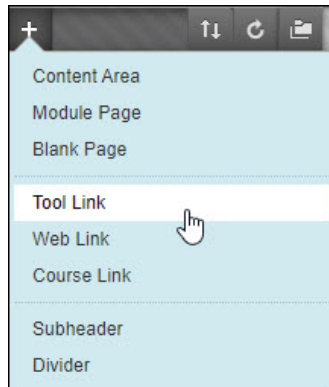 Content Area
Module Page
Blank Page
Tool Link
Web Link
Course Link
Subheader
Divider